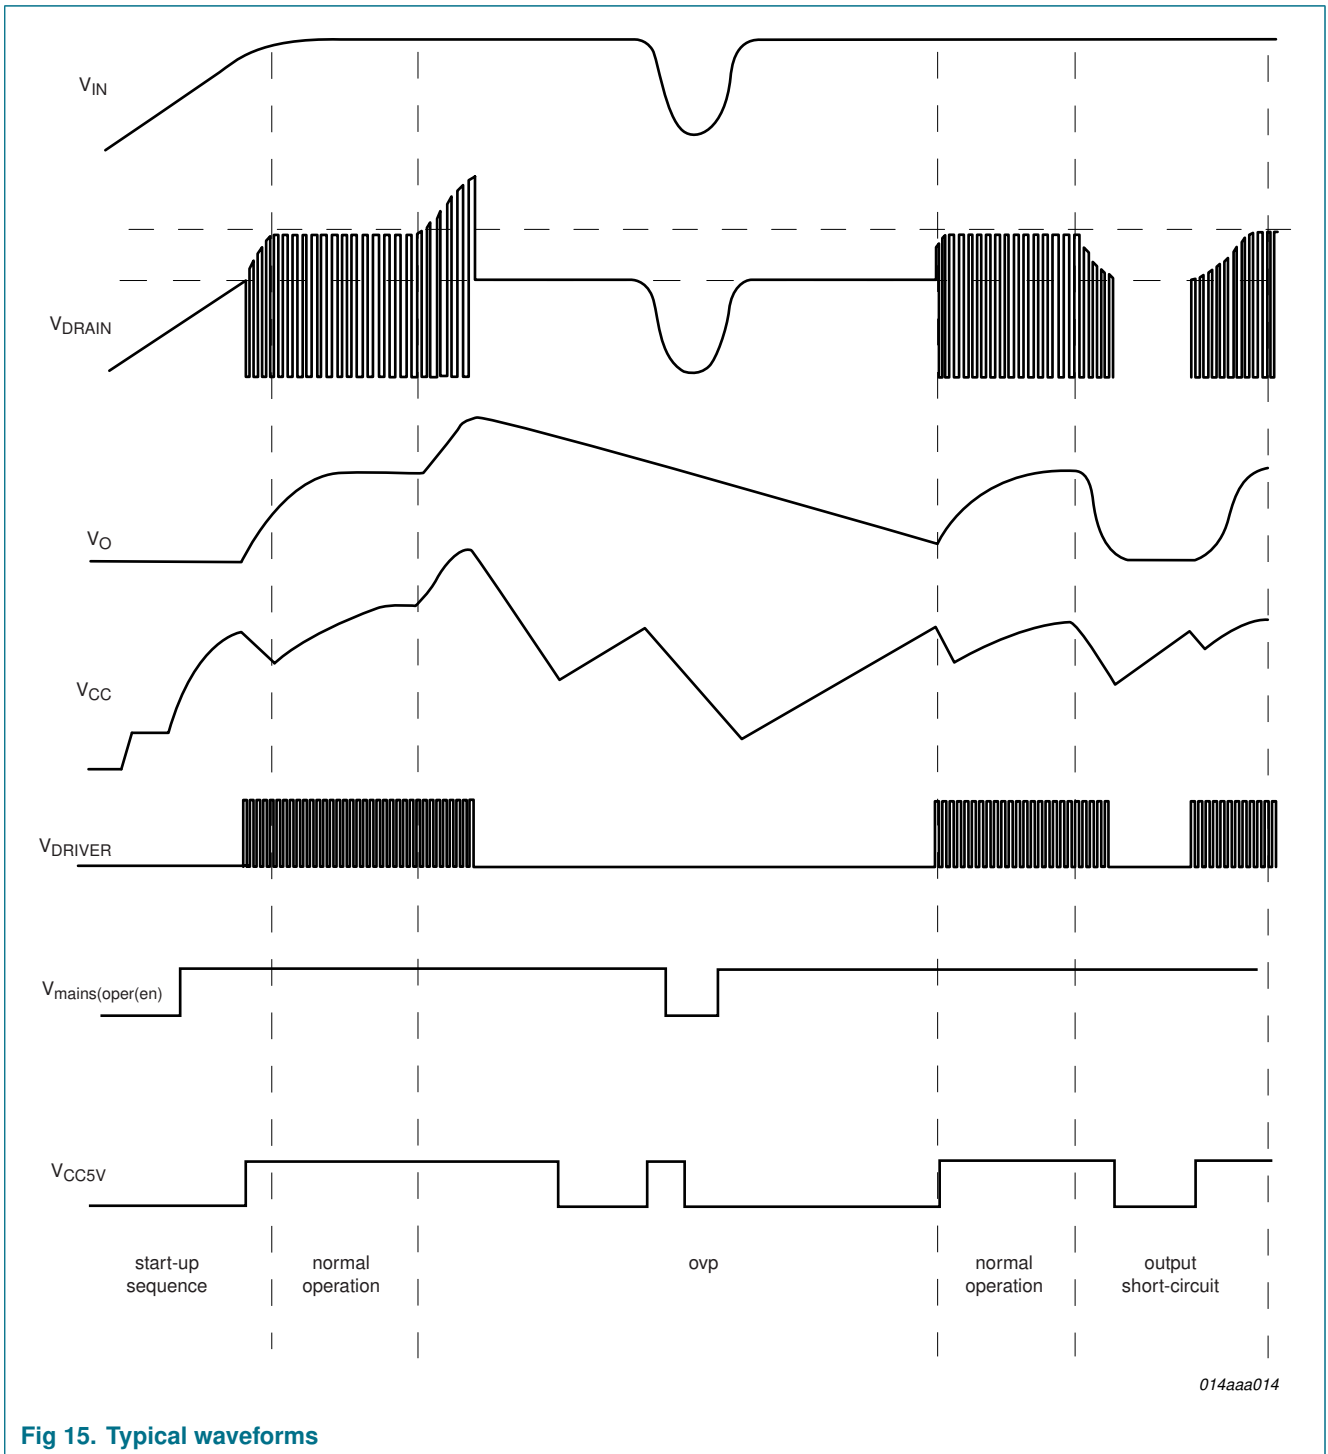 VIN
VDRAIN
VO
VCC
VDRIVER
Vmains(oper(en)
VCC5V
start-up
sequence
normal
operation
ovp
normal
operation
output
short-circuit
014aaa014
Fig 15. Typical waveforms